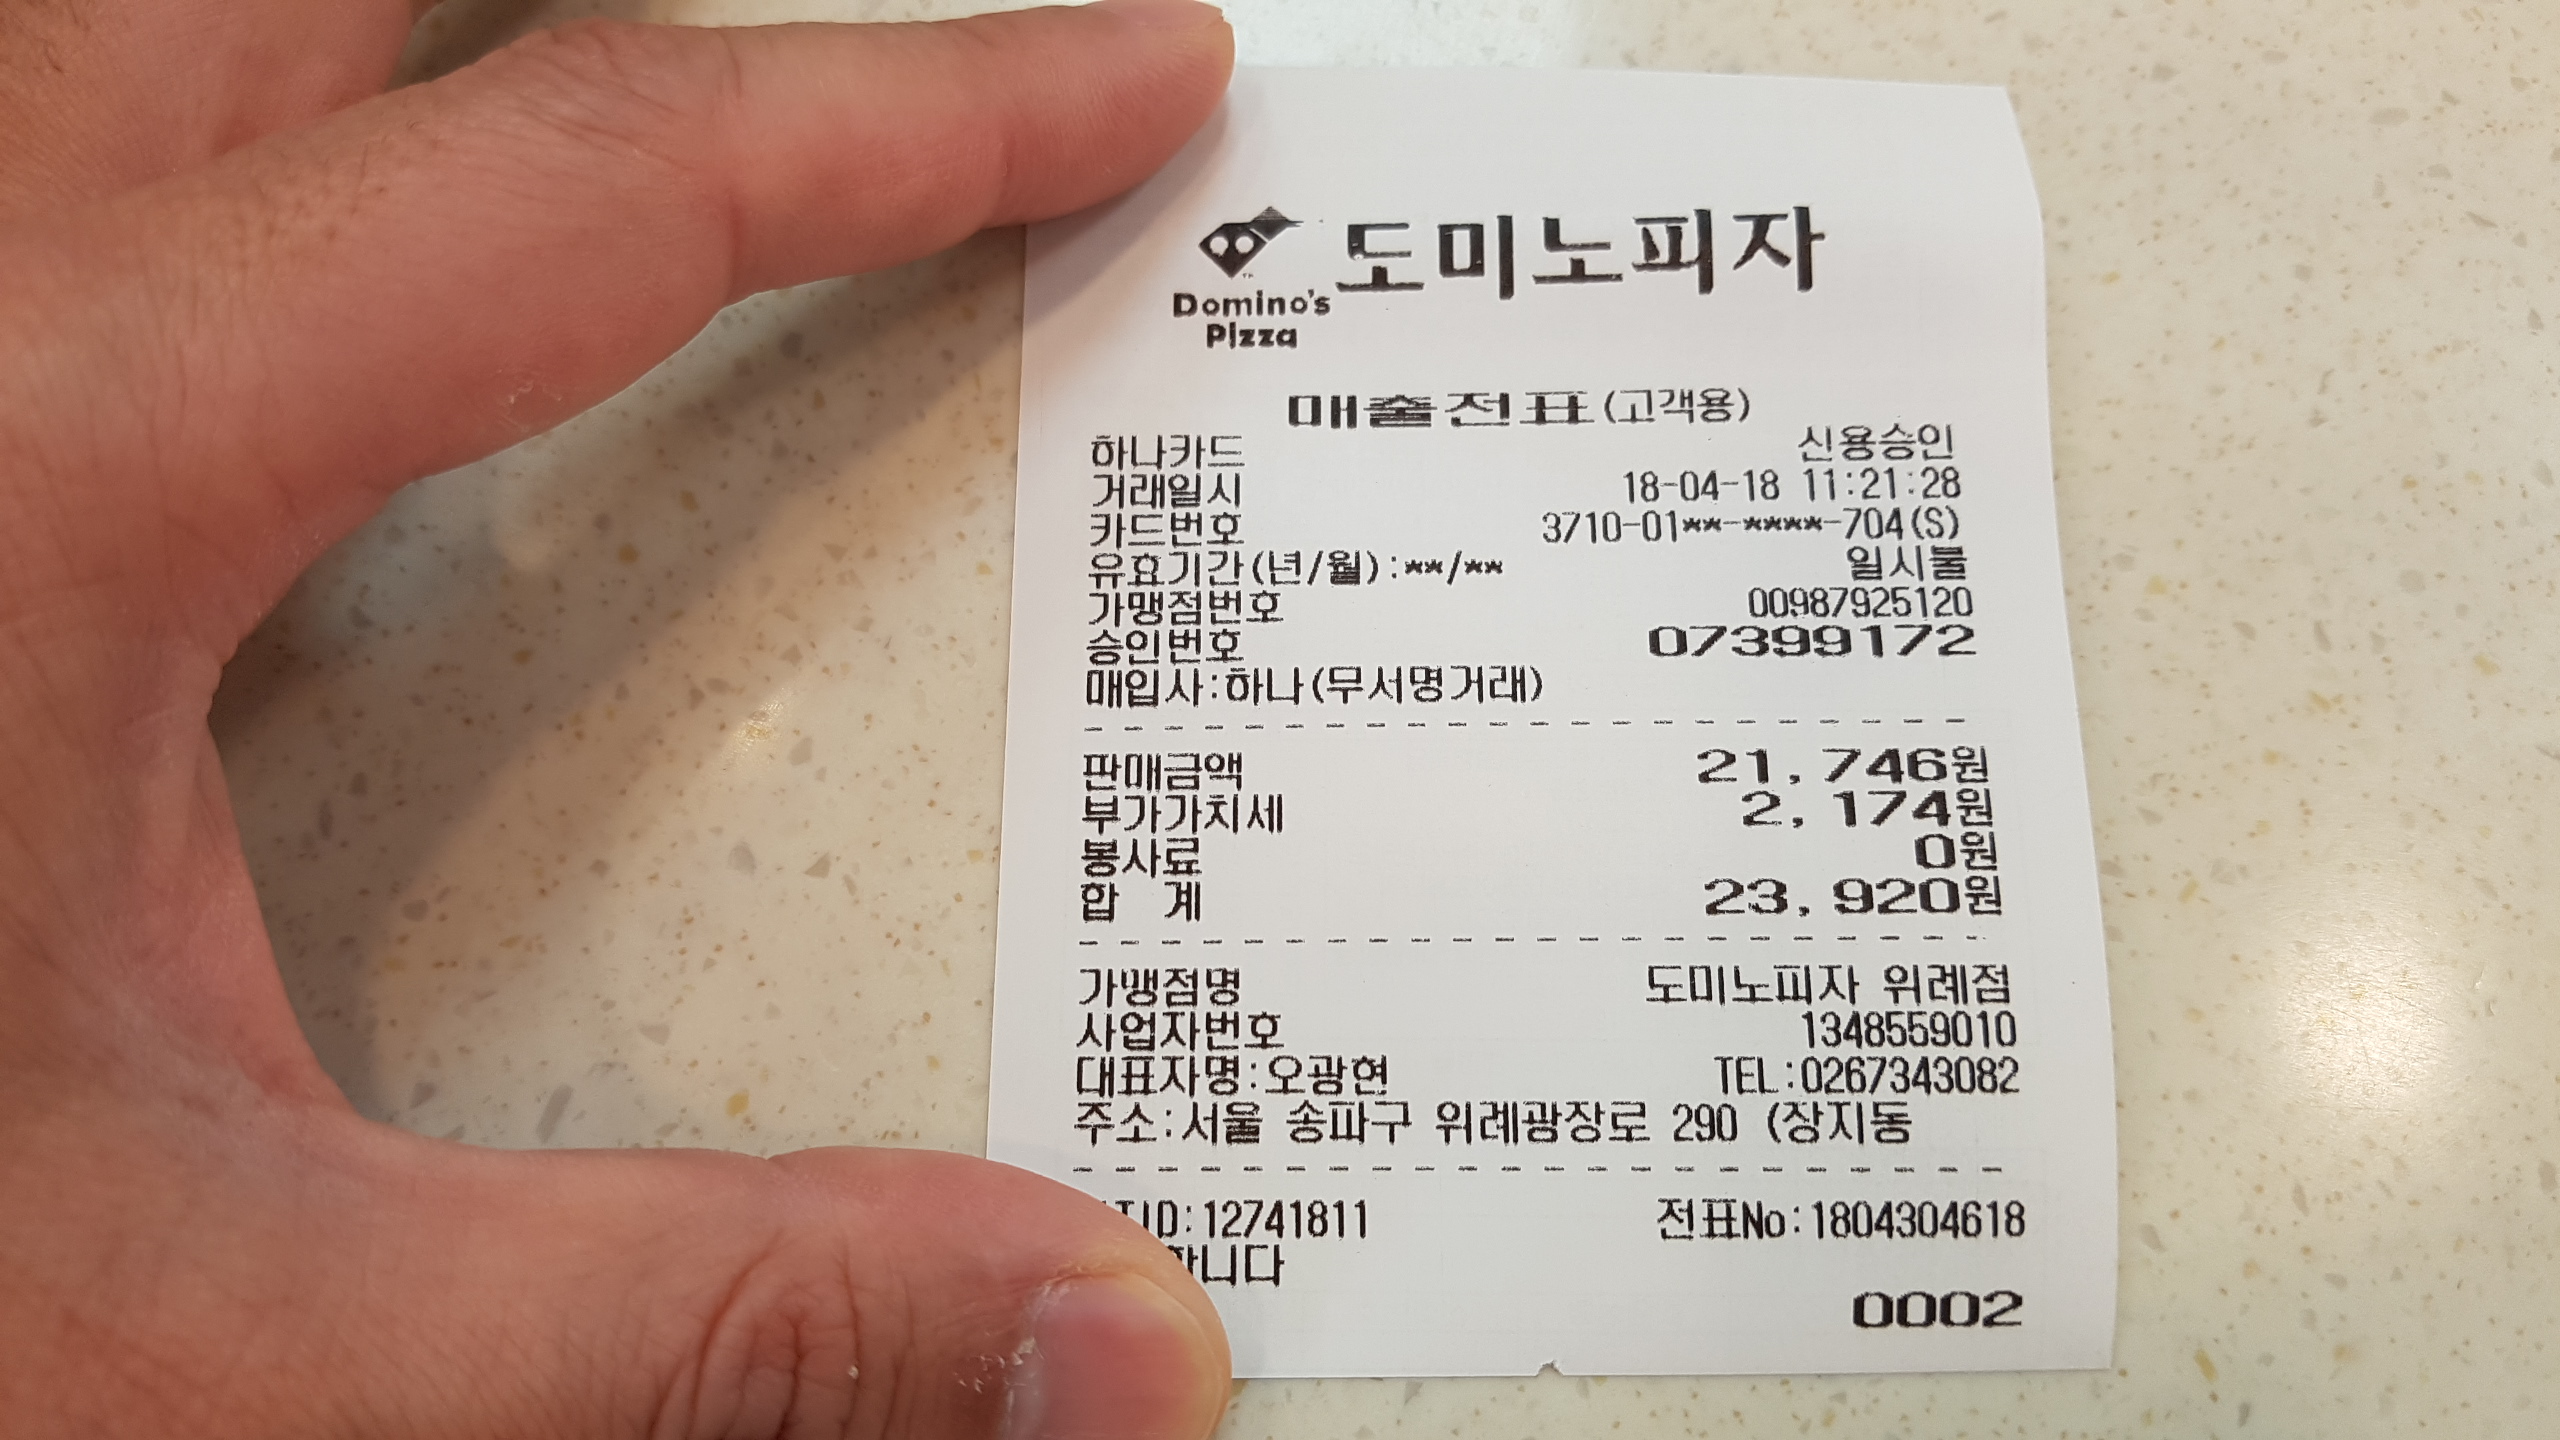 도미노피자
Domino's
Pizza
매출전표(고객용)
하나카드 신용승인
거래일시 18-04-18 11:21:28
카드번호 3710-01**-****-704(S)
유효기간(년/월):**/** 일시불
가맹점번호 00987925120
승인번호 07399172
매입사:하나(무서명거래)
판매금액 21,746원
부가가치세 2,174원
봉사료 0원
합 계 23,920원
가맹점명 도미노피자 위례점
사업자번호 1348559010
대표자명:오광현 TEL:0267343082
주소:서울 송파구 위례광장로 290 (장지동
ID:12741811 전표No:1804304618
합니다
0002